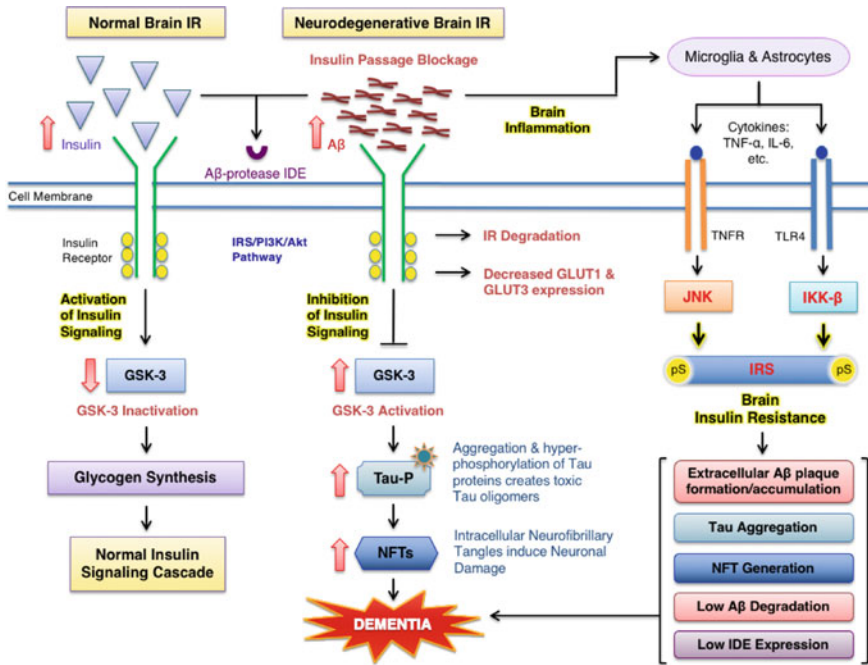 Normal Brain IR
Neurodegenerative Brain IR
Insulin Passage Blockage
Microglia & Astrocytes
Brain
Inflammation
Cytokines:
TNF-α, IL-6,
etc.
Insulin
Aβ
Aβ-protease IDE
Cell Membrane
TNFR
TLR4
Insulin
Receptor
IRS/PI3K/Akt
Pathway
IR Degradation
Decreased GLUT1 &
GLUT3 expression
Activation
of Insulin
Signaling
Inhibition
of Insulin
Signaling
JNK
IKK-β
pS
IRS
pS
GSK-3
GSK-3
GSK-3 Inactivation
GSK-3 Activation
Brain
Insulin Resistance
Glycogen Synthesis
Tau-P
Aggregation & hyper-
phosphorylation of Tau
proteins creates toxic
Tau oligomers
Extracellular Aβ plaque
formation/accumulation
Tau Aggregation
Normal Insulin
Signaling Cascade
NFTs
Intracellular Neurofibrillary
Tangles induce Neuronal
Damage
NFT Generation
Low Aβ Degradation
Low IDE Expression
DEMENTIA